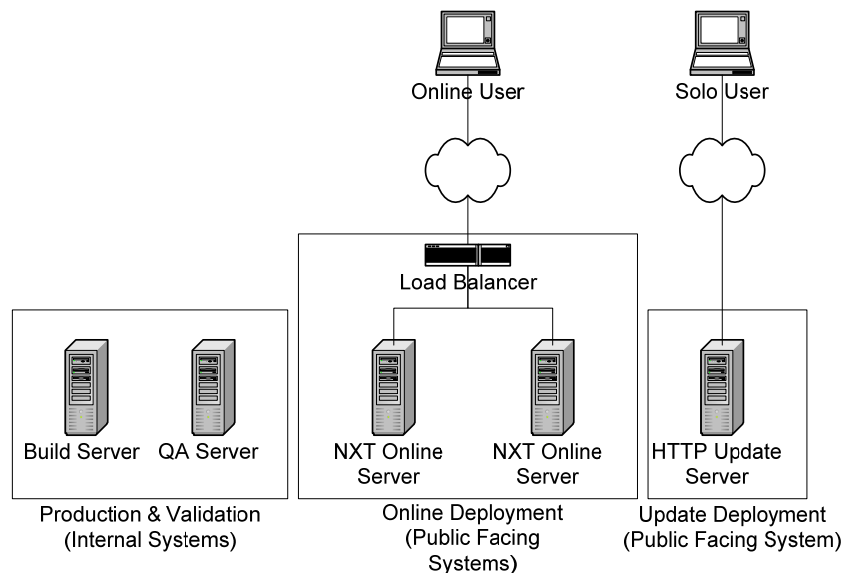 Online User
Solo User
Load Balancer
Build Server
QA Server
NXT Online
Server
NXT Online
Server
HTTP Update
Server
Production & Validation
(Internal Systems)
Online Deployment
(Public Facing
Systems)
Update Deployment
(Public Facing System)